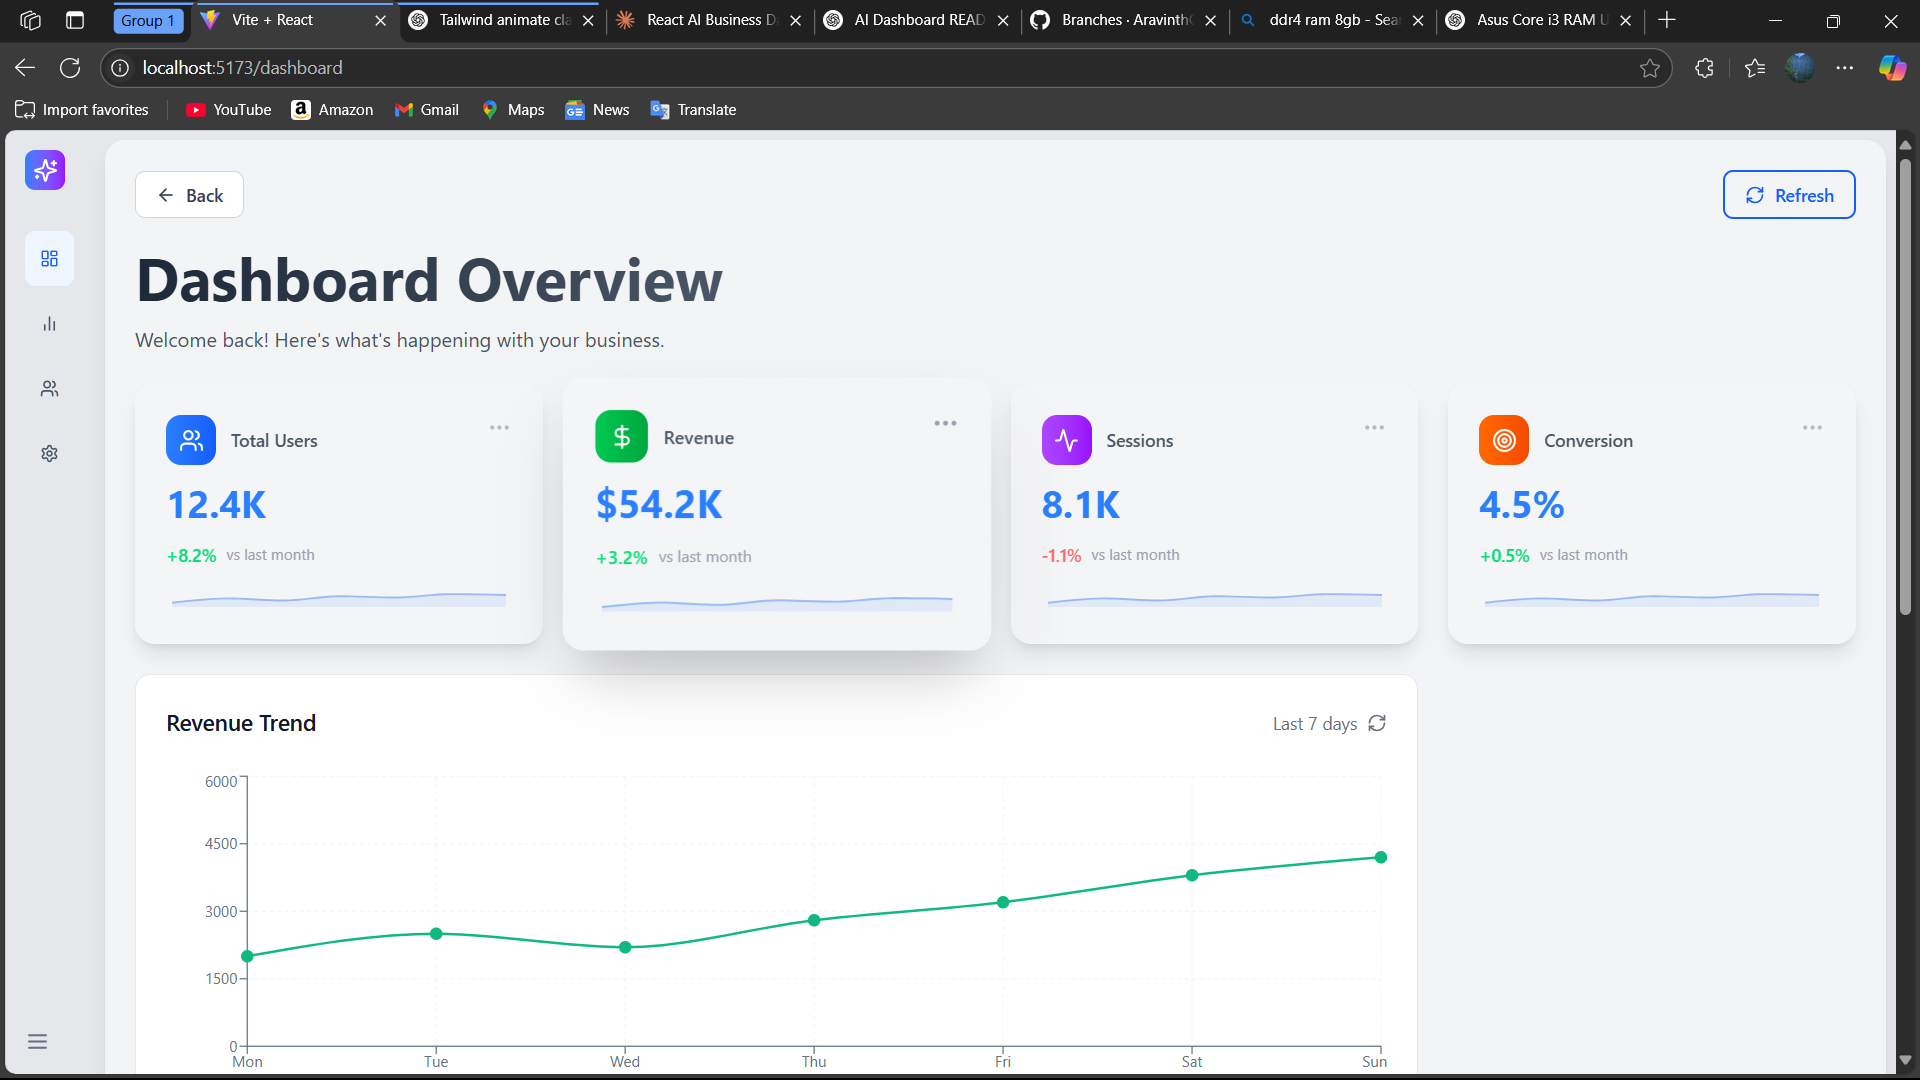 Group 1
Vite + React
Tailwind animate cla
React AI Business D
AI Dashboard READ
Branches · Aravinth
ddr4 ram 8gb - Sea
Asus Core i3 RAM U
localhost:5173/dashboard
Import favorites
YouTube
Amazon
Gmail
Maps
News
Translate
Back
Refresh
Dashboard Overview
Welcome back! Here's what's happening with your business.
Total Users
12.4K
+8.2% vs last month
Revenue
$54.2K
+3.2% vs last month
Sessions
8.1K
-1.1% vs last month
Conversion
4.5%
+0.5% vs last month
Revenue Trend
Last 7 days
6000
4500
3000
1500
0
Mon Tue Wed Thu Fri Sat Sun